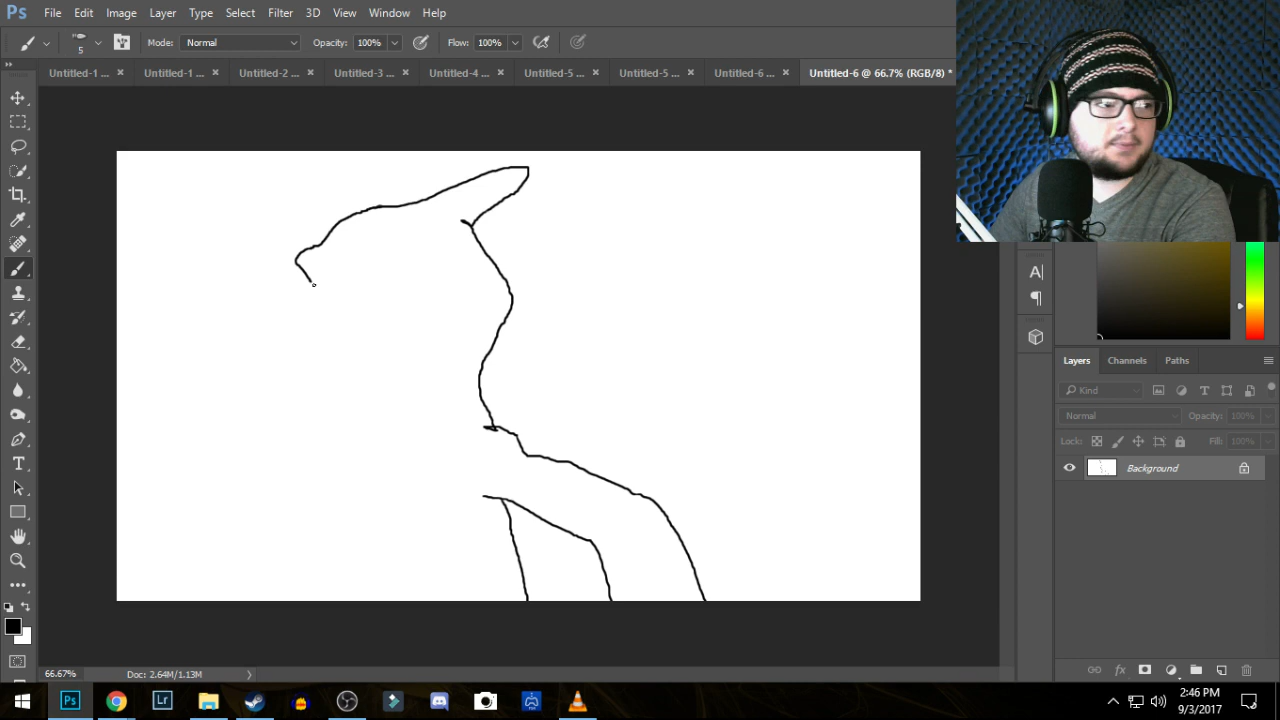 Ps File Edit Image Layer Type Select Filter 3D View Window Help
5 Mode: Normal Opacity: 100% Flow: 100%
Untitled-1 ... × Untitled-1 ... × Untitled-2 ... × Untitled-3 ... × Untitled-4 ... × Untitled-5 ... × Untitled-5 ... × Untitled-6 ... × Untitled-6 @ 66.7% (RGB/8) *
Layers Channels Paths
Kind
Normal Opacity: 100%
Lock: Fill: 100%
Background
66.67% Doc: 2.64M/1.13M
Ps Lr
2:46 PM
9/3/2017